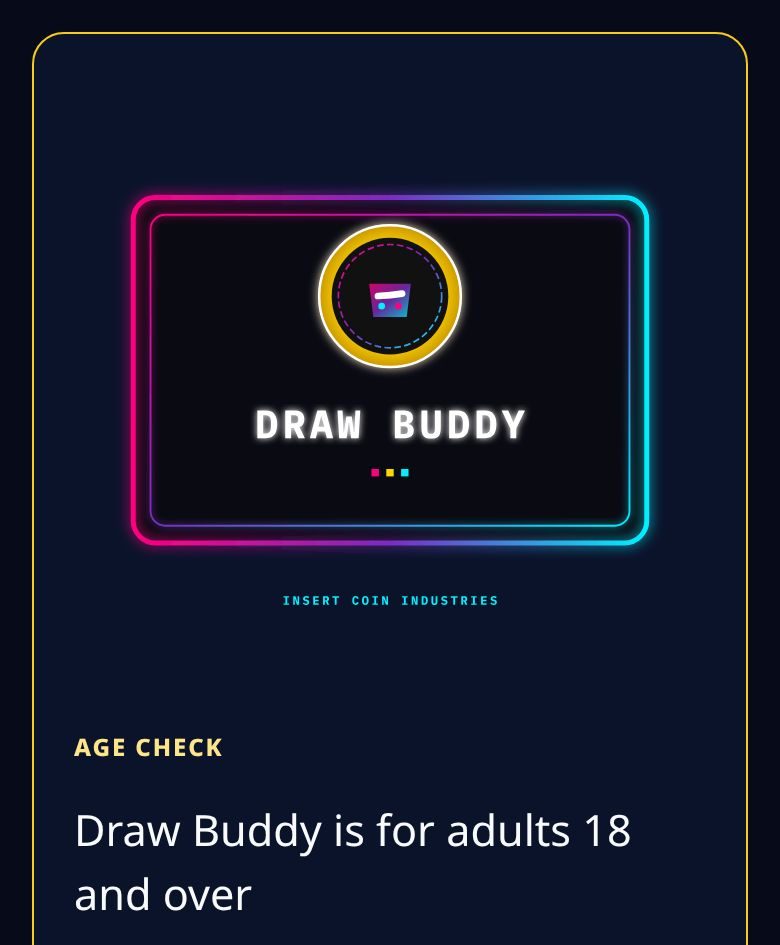 DRAW BUDDY
INSERT COIN INDUSTRIES
AGE CHECK
Draw Buddy is for adults 18
and over